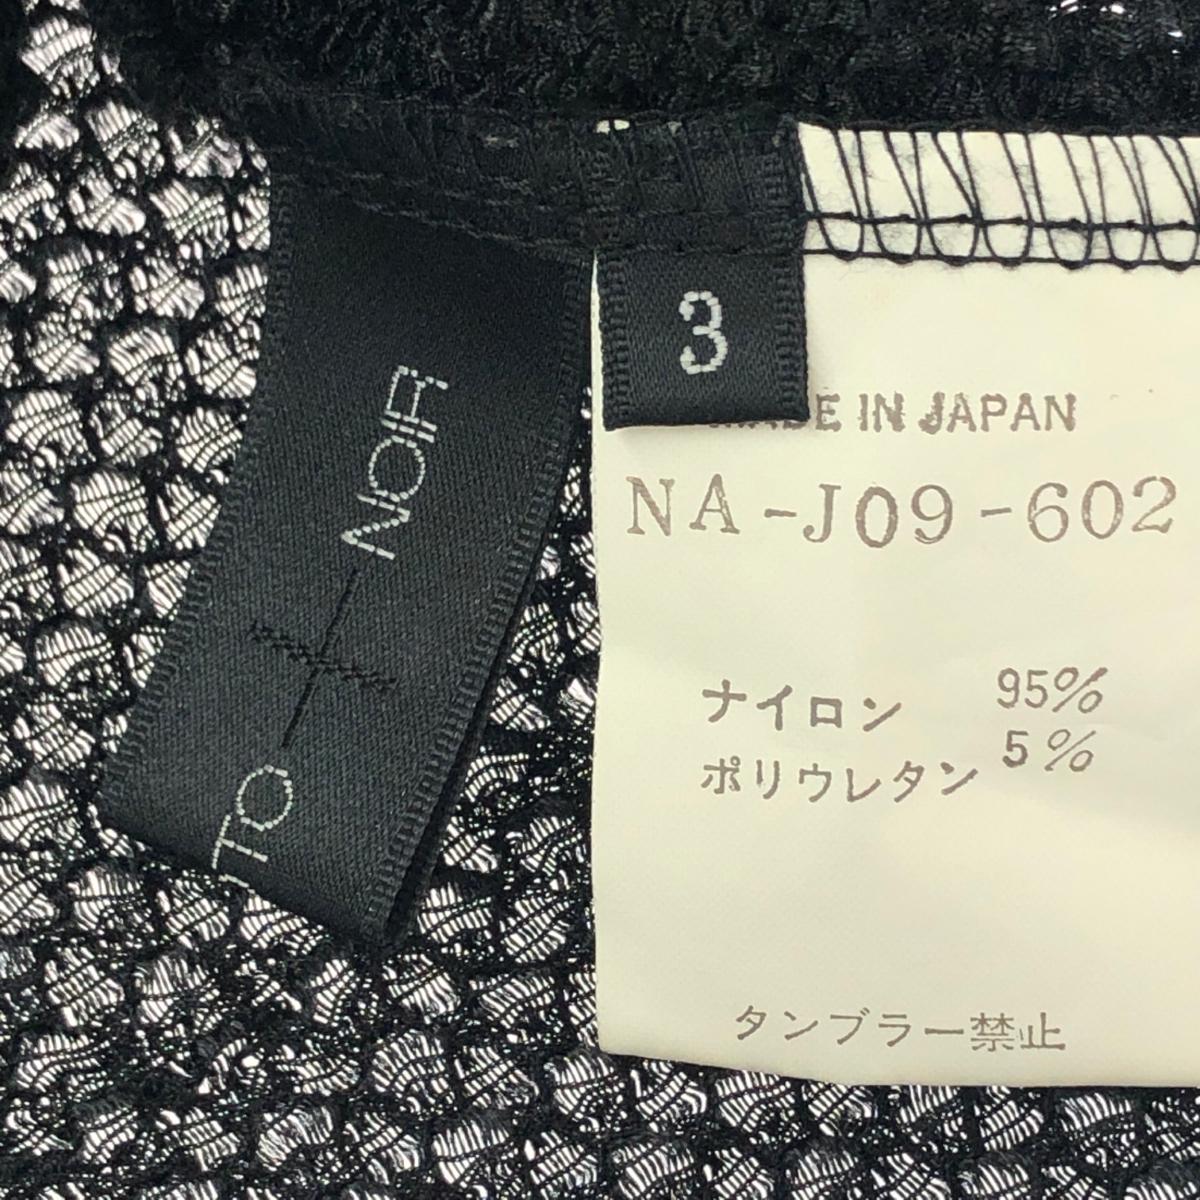 NOIR
TO
3
MADE IN JAPAN
NA-J09-602
ナイロン 95%
ポリウレタン 5%
タンブラー禁止